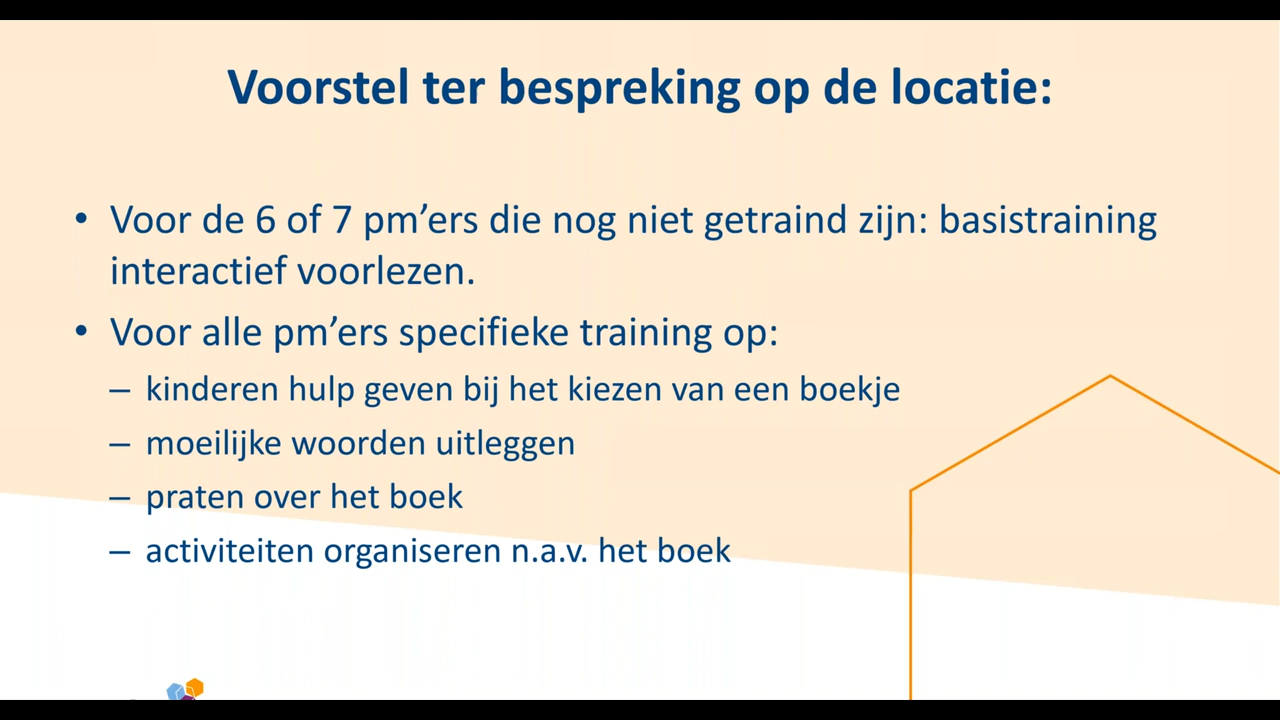 Voorstel ter bespreking op de locatie:
• Voor de 6 of 7 pm’ers die nog niet getraind zijn: basistraining
interactief voorlezen.
• Voor alle pm’ers specifieke training op:
– kinderen hulp geven bij het kiezen van een boekje
– moeilijke woorden uitleggen
– praten over het boek
– activiteiten organiseren n.a.v. het boek